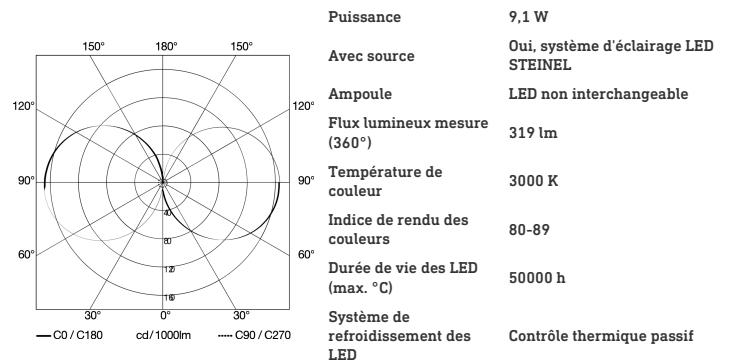 150° 180° 150°
120° 120°
90° 90°
60° 60°
40
80
120
160
30° 0° 30°
C0 / C180 cd/1000lm C90 / C270
Puissance 9,1 W
Avec source Oui, système d'éclairage LED
STEINEL
Ampoule LED non interchangeable
Flux lumineux mesure
(360°) 319 lm
Température de
couleur 3000 K
Indice de rendu des
couleurs 80-89
Durée de vie des LED
(max. °C) 50000 h
Système de
refroidissement des
LED Contrôle thermique passif